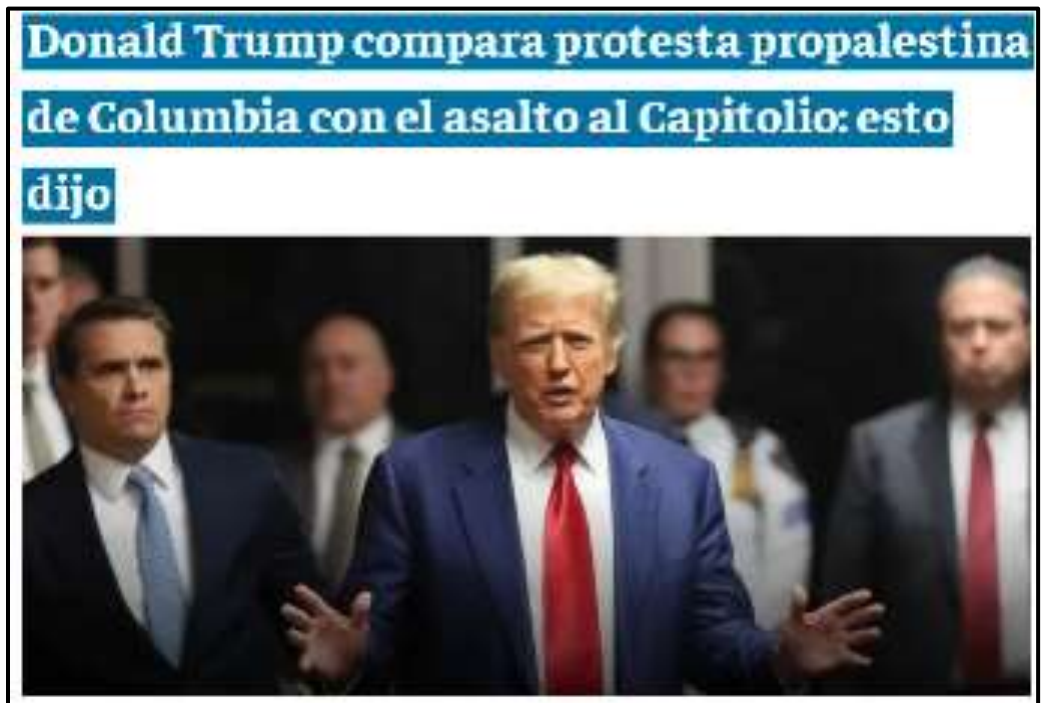 Donald Trump compara protesta propalestina
de Columbia con el asalto al Capitolio: esto
dijo